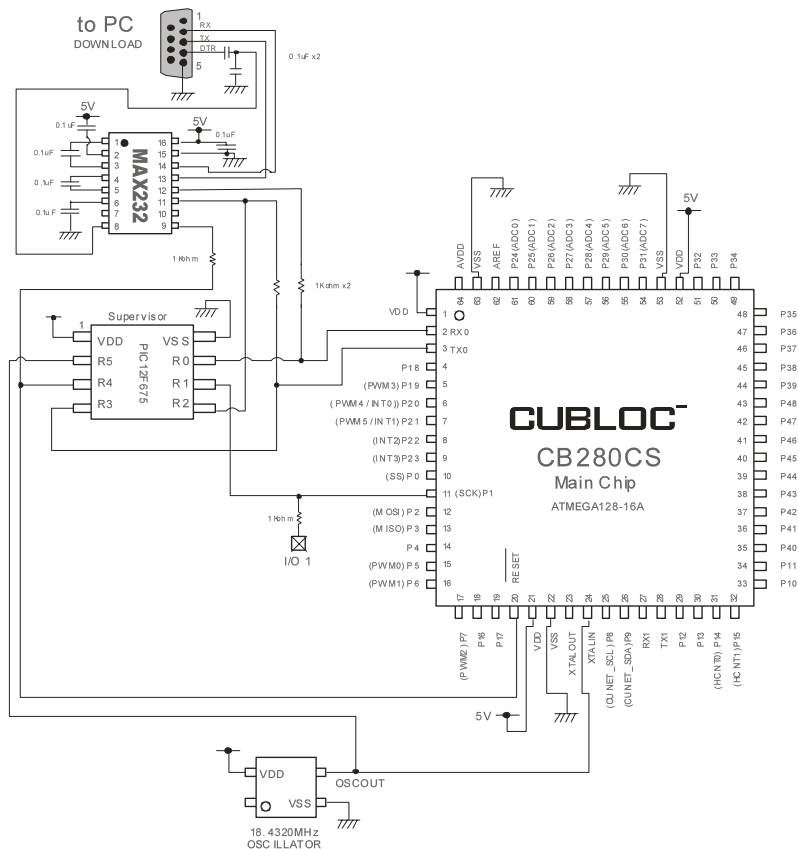 to PC
DOWNLOAD
1
RX
TX
DTR
5
0.1uF x2
5V
0.1uF
0.1uF
0.1uF
0.1uF
5V
0.1uF
MAX232
1
2
3
4
5
6
7
8
16
15
14
13
12
11
10
9
1Kohm
1Kohm x2
Supervisor
1
VDD
R5
R4
R3
PIC12F675
VSS
R0
R1
R2
1Kohm
I/O 1
5V
AVDD
VSS
AREF
P24(ADC0)
P25(ADC1)
P26(ADC2)
P27(ADC3)
P28(ADC4)
P29(ADC5)
P30(ADC6)
P31(ADC7)
VSS
VDD
P32
P33
P34
64
63
62
61
60
59
58
57
56
55
54
53
52
51
50
49
VDD
1
2 RX0
3 TX0
P18 4
(PWM3)P19 5
(PWM4/INT0))P20 6
(PWM5/INT1)P21 7
(INT2)P22 8
(INT3)P23 9
(SS)P0 10
11 (SCK)P1
(MOSI)P2 12
(MISO)P3 13
P4 14
(PWM0)P5 15
(PWM1)P6 16
CUBLOC
CB280CS
Main Chip
ATMEGA128-16A
RESET
48 P35
47 P36
46 P37
45 P38
44 P39
43 P48
42 P47
41 P46
40 P45
39 P44
38 P43
37 P42
36 P41
35 P40
34 P11
33 P10
17
18
19
20
21
22
23
24
25
26
27
28
29
30
31
32
(PWM2)P7
P16
P17
VDD
VSS
XTALOUT
XTALIN
(CUNET_SCL)P8
(CUNET_SDA)P9
RX1
TX1
P12
P13
(HCNT0)P14
(HCNT1)P15
5V
VDD
VSS
OSCOUT
18.4320MHz
OSCILLATOR